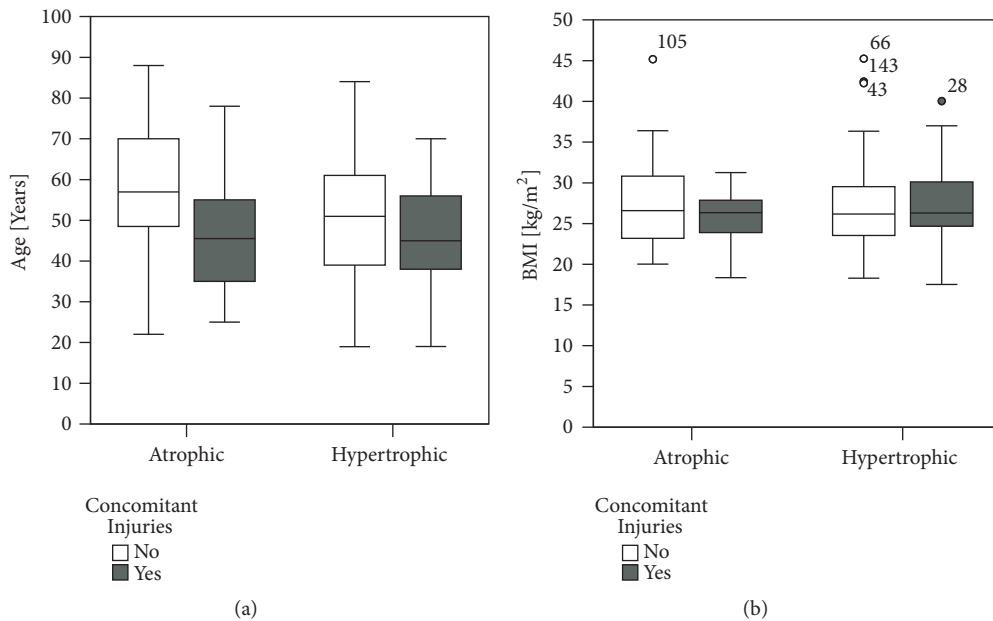 100
90
80
70
60
50
40
30
20
10
0
Age [Years]
Atrophic
Hypertrophic
Concomitant
Injuries
No
Yes
(a)
50
45
40
35
30
25
20
15
10
5
0
BMI [kg/m²]
105
66
143
43
28
Atrophic
Hypertrophic
Concomitant
Injuries
No
Yes
(b)